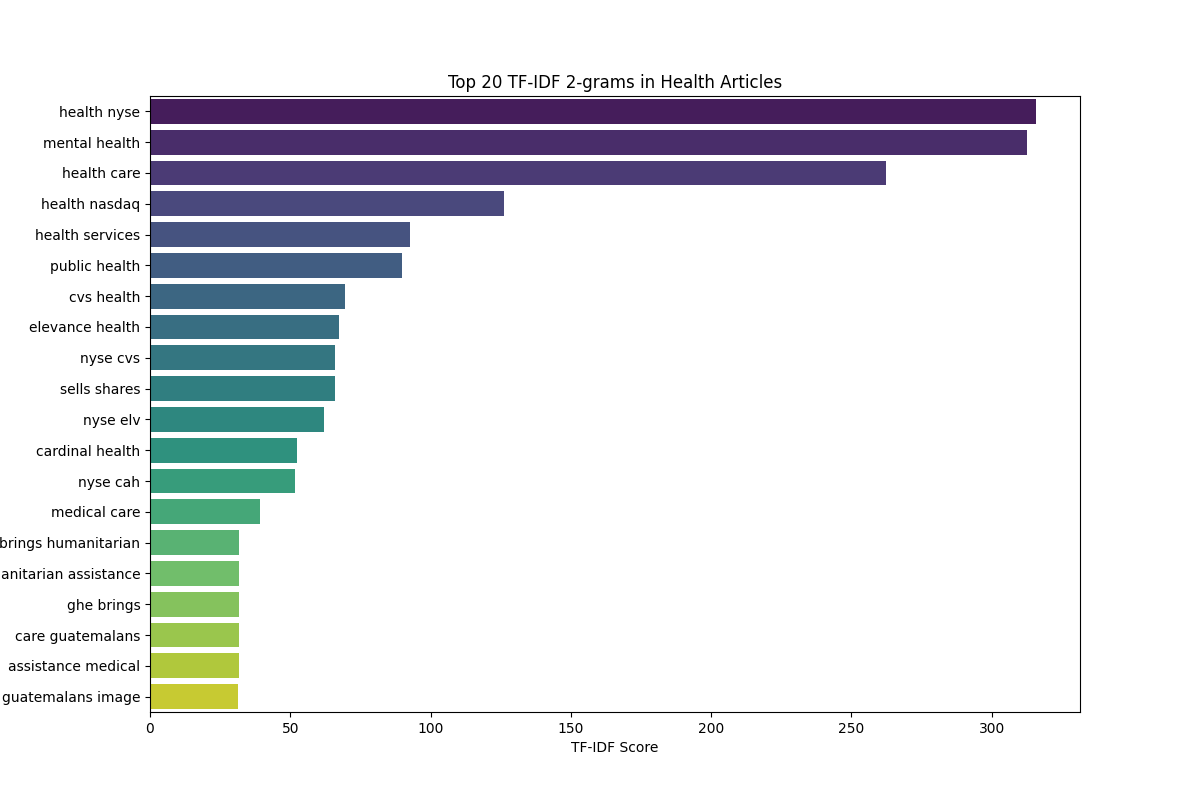 Top 20 TF-IDF 2-grams in Health Articles
health nyse
mental health
health care
health nasdaq
health services
public health
cvs health
elevance health
nyse cvs
sells shares
nyse elv
cardinal health
nyse cah
medical care
brings humanitarian
anitarian assistance
ghe brings
care guatemalans
assistance medical
guatemalans image
0 50 100 150 200 250 300
TF-IDF Score